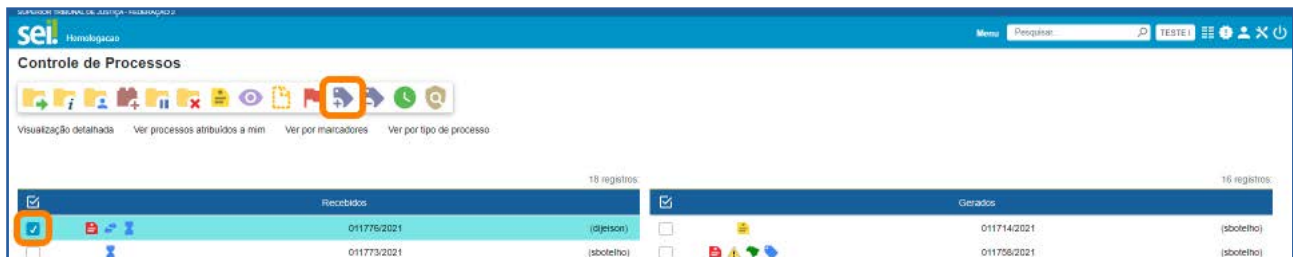 SUPERIOR TRIBUNAL DE JUSTIÇA - FEDERAÇÃO 2
sei. Homologacao Menu Pesquisar... TESTE I
Controle de Processos
Visualização detalhada Ver processos atribuídos a mim Ver por marcadores Ver por tipo de processo
18 registros: 16 registros:
Recebidos Gerados
011776/2021 (dijeison) 011714/2021 (sbotelho)
011773/2021 (sbotelho) 011758/2021 (sbotelho)